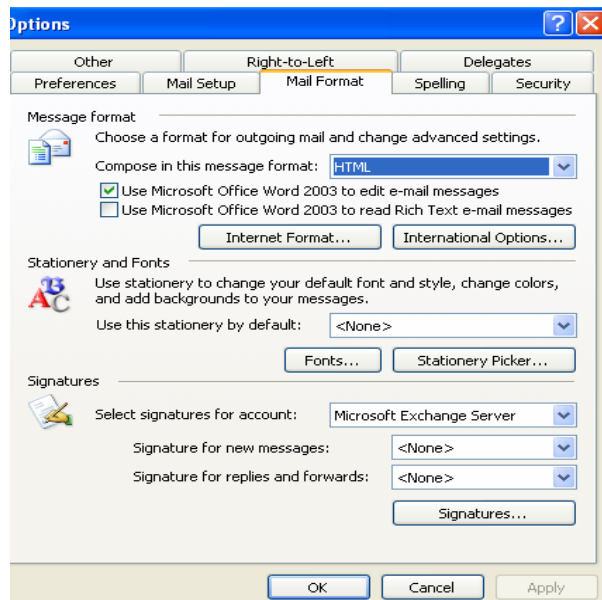 Options
Other Right-to-Left Delegates
Preferences Mail Setup Mail Format Spelling Security
Message format
Choose a format for outgoing mail and change advanced settings.
Compose in this message format: HTML
Use Microsoft Office Word 2003 to edit e-mail messages
Use Microsoft Office Word 2003 to read Rich Text e-mail messages
Internet Format... International Options...
Stationery and Fonts
Use stationery to change your default font and style, change colors,
and add backgrounds to your messages.
Use this stationery by default: <None>
Fonts... Stationery Picker...
Signatures
Select signatures for account: Microsoft Exchange Server
Signature for new messages: <None>
Signature for replies and forwards: <None>
Signatures...
OK Cancel Apply